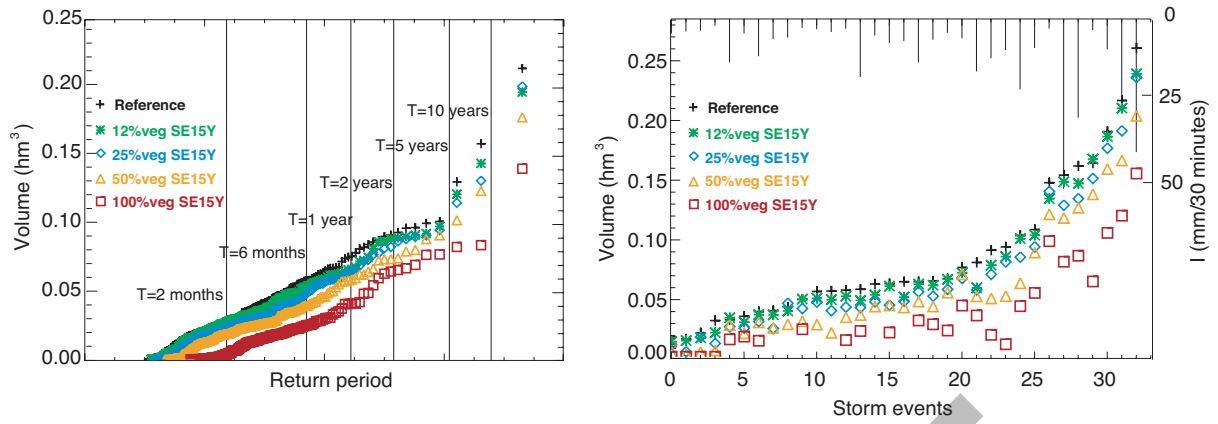 0.25
0.20
0.15
0.10
0.05
0.00
Volume (hm³)
Reference
12%veg SE15Y
25%veg SE15Y
50%veg SE15Y
100%veg SE15Y
T=2 months
T=6 months
T=1 year
T=2 years
T=5 years
T=10 years
Return period
0.25
0.20
0.15
0.10
0.05
0.00
Volume (hm³)
Reference
12%veg SE15Y
25%veg SE15Y
50%veg SE15Y
100%veg SE15Y
0 5 10 15 20 25 30
Storm events
0
25
50
I (mm/30 minutes)